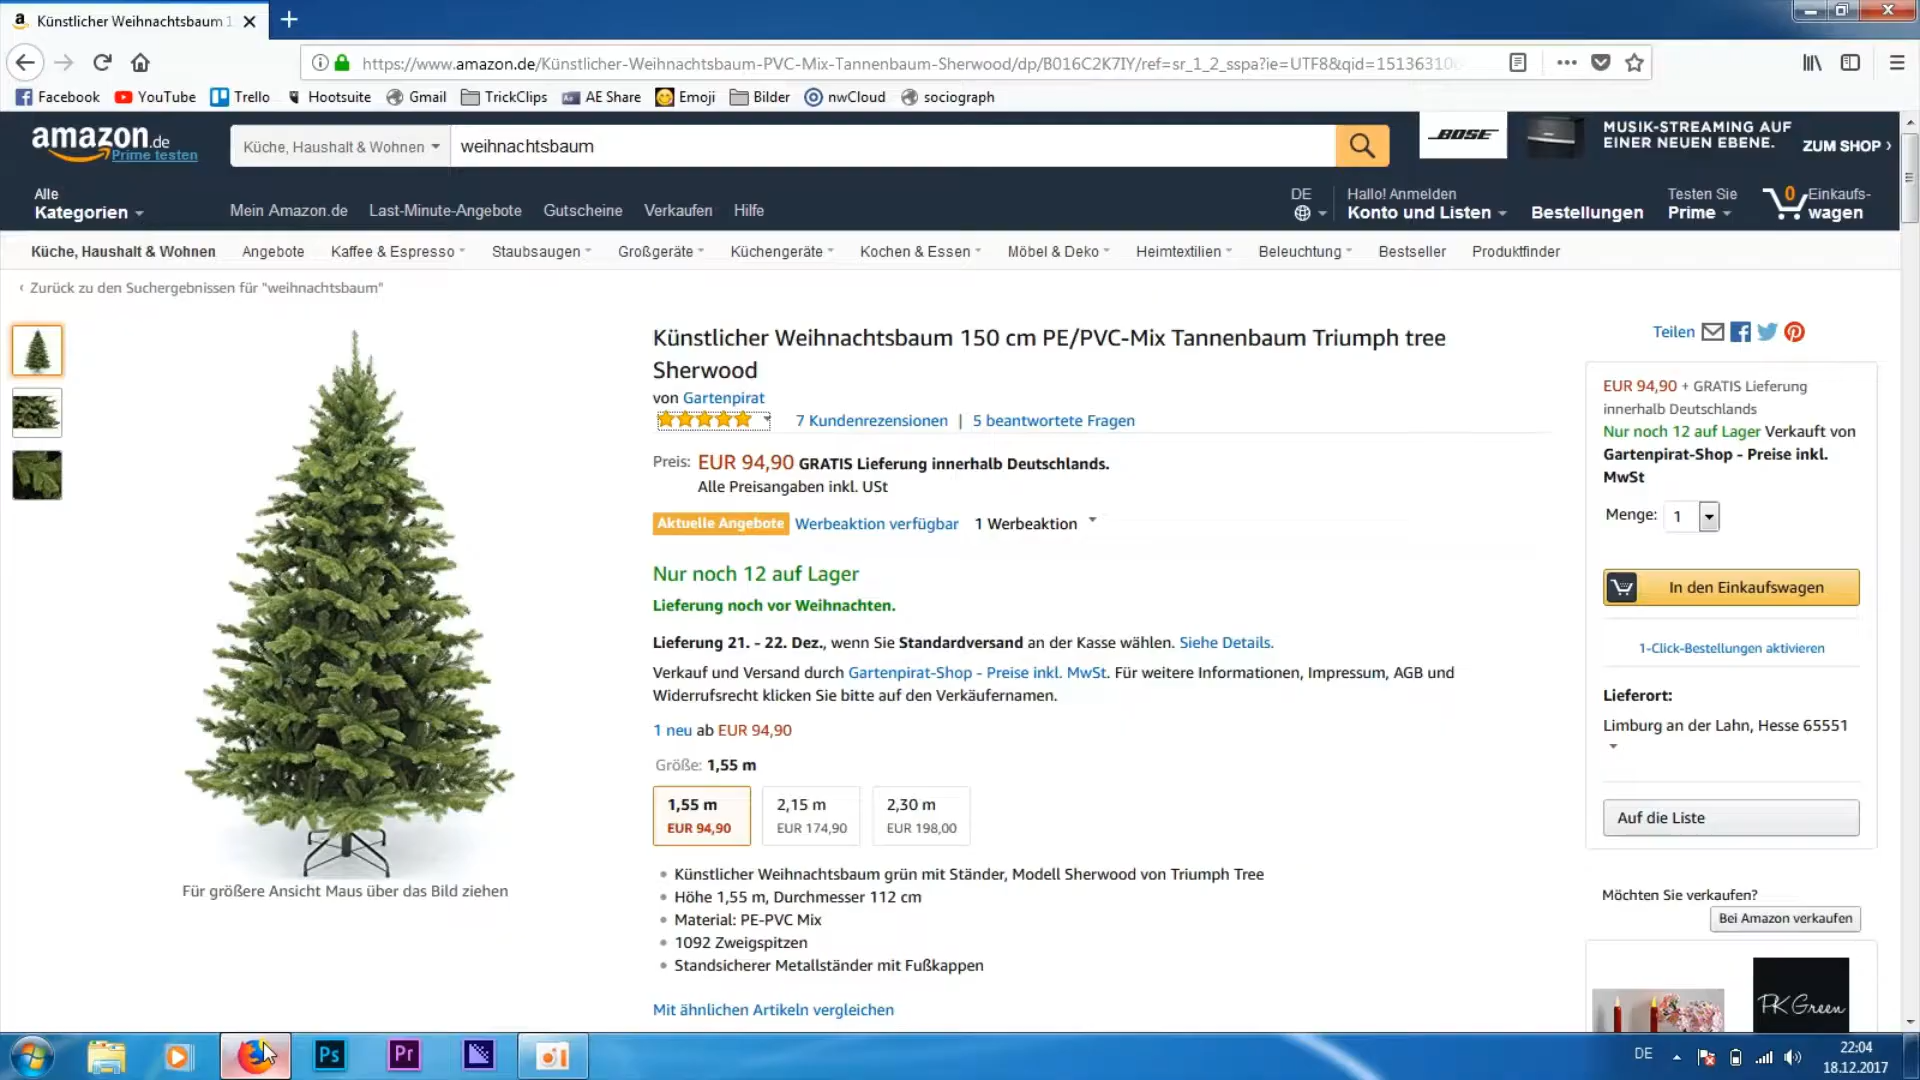 Künstlicher Weihnachtsbaum 1
https://www.amazon.de/Künstlicher-Weihnachtsbaum-PVC-Mix-Tannenbaum-Sherwood/dp/B016C2K7IY/ref=sr_1_2_sspa?ie=UTF8&qid=15136310
Facebook YouTube Trello Hootsuite Gmail TrickClips AE Share Emoji Bilder nwCloud sociograph
amazon.de
Prime testen
Küche, Haushalt & Wohnen
weihnachtsbaum
BOSE
MUSIK-STREAMING AUF
EINER NEUEN EBENE.
ZUM SHOP ›
Alle
Kategorien
Mein Amazon.de Last-Minute-Angebote Gutscheine Verkaufen Hilfe
DE
Hallo! Anmelden
Konto und Listen
Bestellungen
Testen Sie
Prime
0
Einkaufs-
wagen
Küche, Haushalt & Wohnen Angebote Kaffee & Espresso Staubsaugen Großgeräte Küchengeräte Kochen & Essen Möbel & Deko Heimtextilien Beleuchtung Bestseller Produktfinder
‹ Zurück zu den Suchergebnissen für "weihnachtsbaum"
Für größere Ansicht Maus über das Bild ziehen
Künstlicher Weihnachtsbaum 150 cm PE/PVC-Mix Tannenbaum Triumph tree
Sherwood
von Gartenpirat
7 Kundenrezensionen | 5 beantwortete Fragen
Preis: EUR 94,90 GRATIS Lieferung innerhalb Deutschlands.
Alle Preisangaben inkl. USt
Aktuelle Angebote Werbeaktion verfügbar 1 Werbeaktion
Nur noch 12 auf Lager
Lieferung noch vor Weihnachten.
Lieferung 21. - 22. Dez., wenn Sie Standardversand an der Kasse wählen. Siehe Details.
Verkauf und Versand durch Gartenpirat-Shop - Preise inkl. MwSt. Für weitere Informationen, Impressum, AGB und
Widerrufsrecht klicken Sie bitte auf den Verkäufernamen.
1 neu ab EUR 94,90
Größe: 1,55 m
1,55 m 2,15 m 2,30 m
EUR 94,90 EUR 174,90 EUR 198,00
• Künstlicher Weihnachtsbaum grün mit Ständer, Modell Sherwood von Triumph Tree
• Höhe 1,55 m, Durchmesser 112 cm
• Material: PE-PVC Mix
• 1092 Zweigspitzen
• Standsicherer Metallständer mit Fußkappen
Mit ähnlichen Artikeln vergleichen
Teilen
EUR 94,90 + GRATIS Lieferung
innerhalb Deutschlands
Nur noch 12 auf Lager Verkauft von
Gartenpirat-Shop - Preise inkl.
MwSt
Menge: 1
In den Einkaufswagen
1-Click-Bestellungen aktivieren
Lieferort:
Limburg an der Lahn, Hesse 65551
Auf die Liste
Möchten Sie verkaufen?
Bei Amazon verkaufen
PK Green
Ps Pr
DE
22:04
18.12.2017